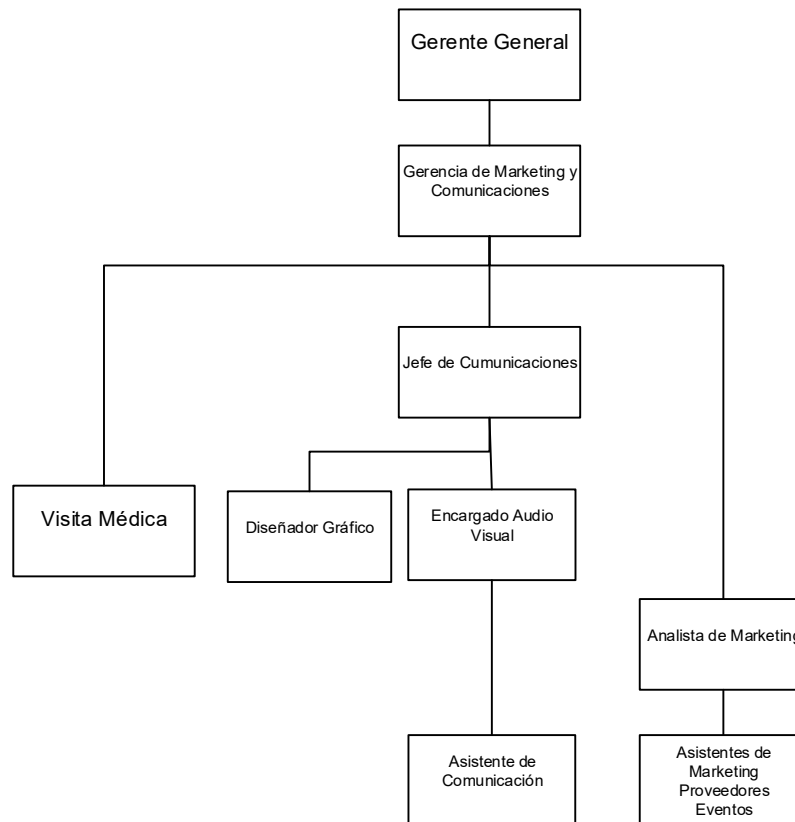 Gerente General
Gerencia de Marketing y
Comunicaciones
Jefe de Cumunicaciones
Visita Médica
Diseñador Gráfico
Encargado Audio
Visual
Analista de Marketing
Asistente de
Comunicación
Asistentes de
Marketing
Proveedores
Eventos